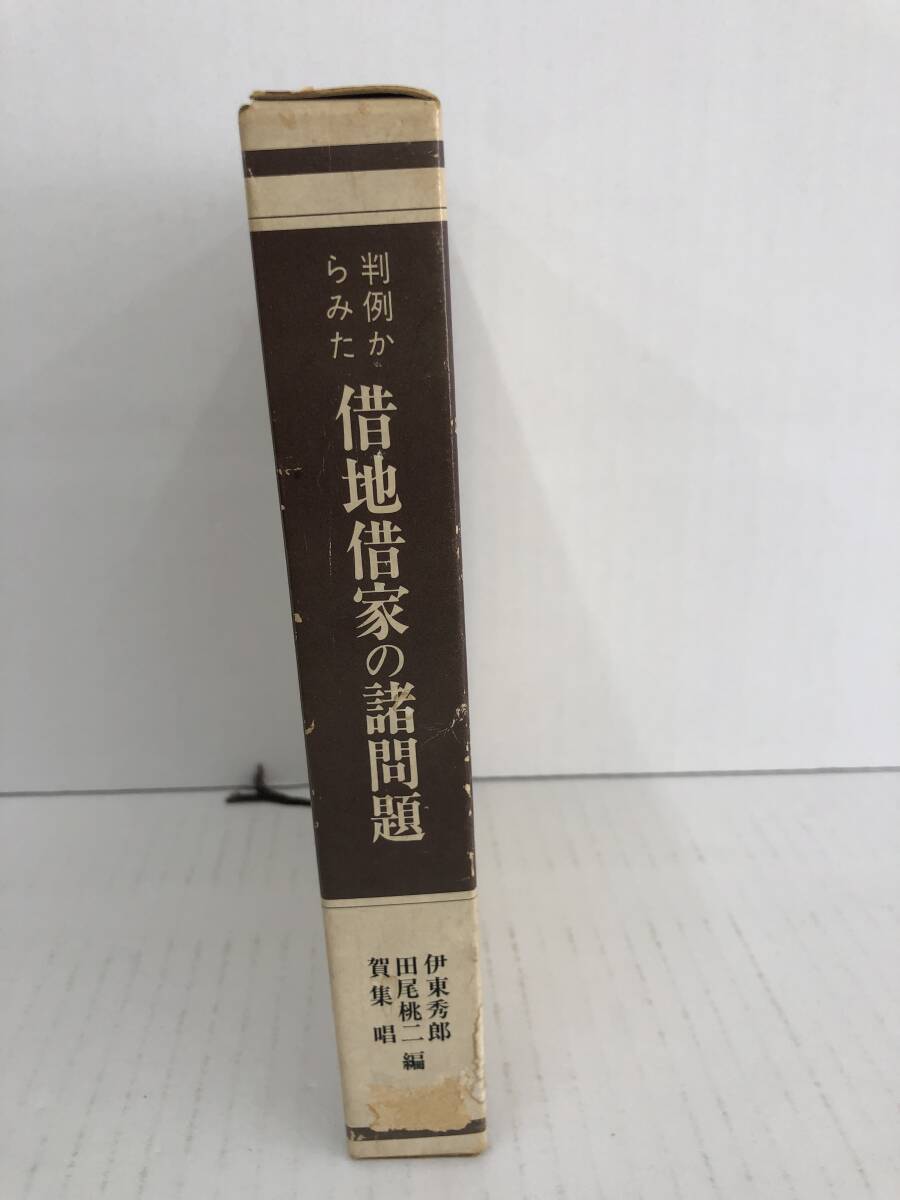 判例か
らみた
借地借家の諸問題
伊東秀郎
田尾桃二
賀集 唱
編